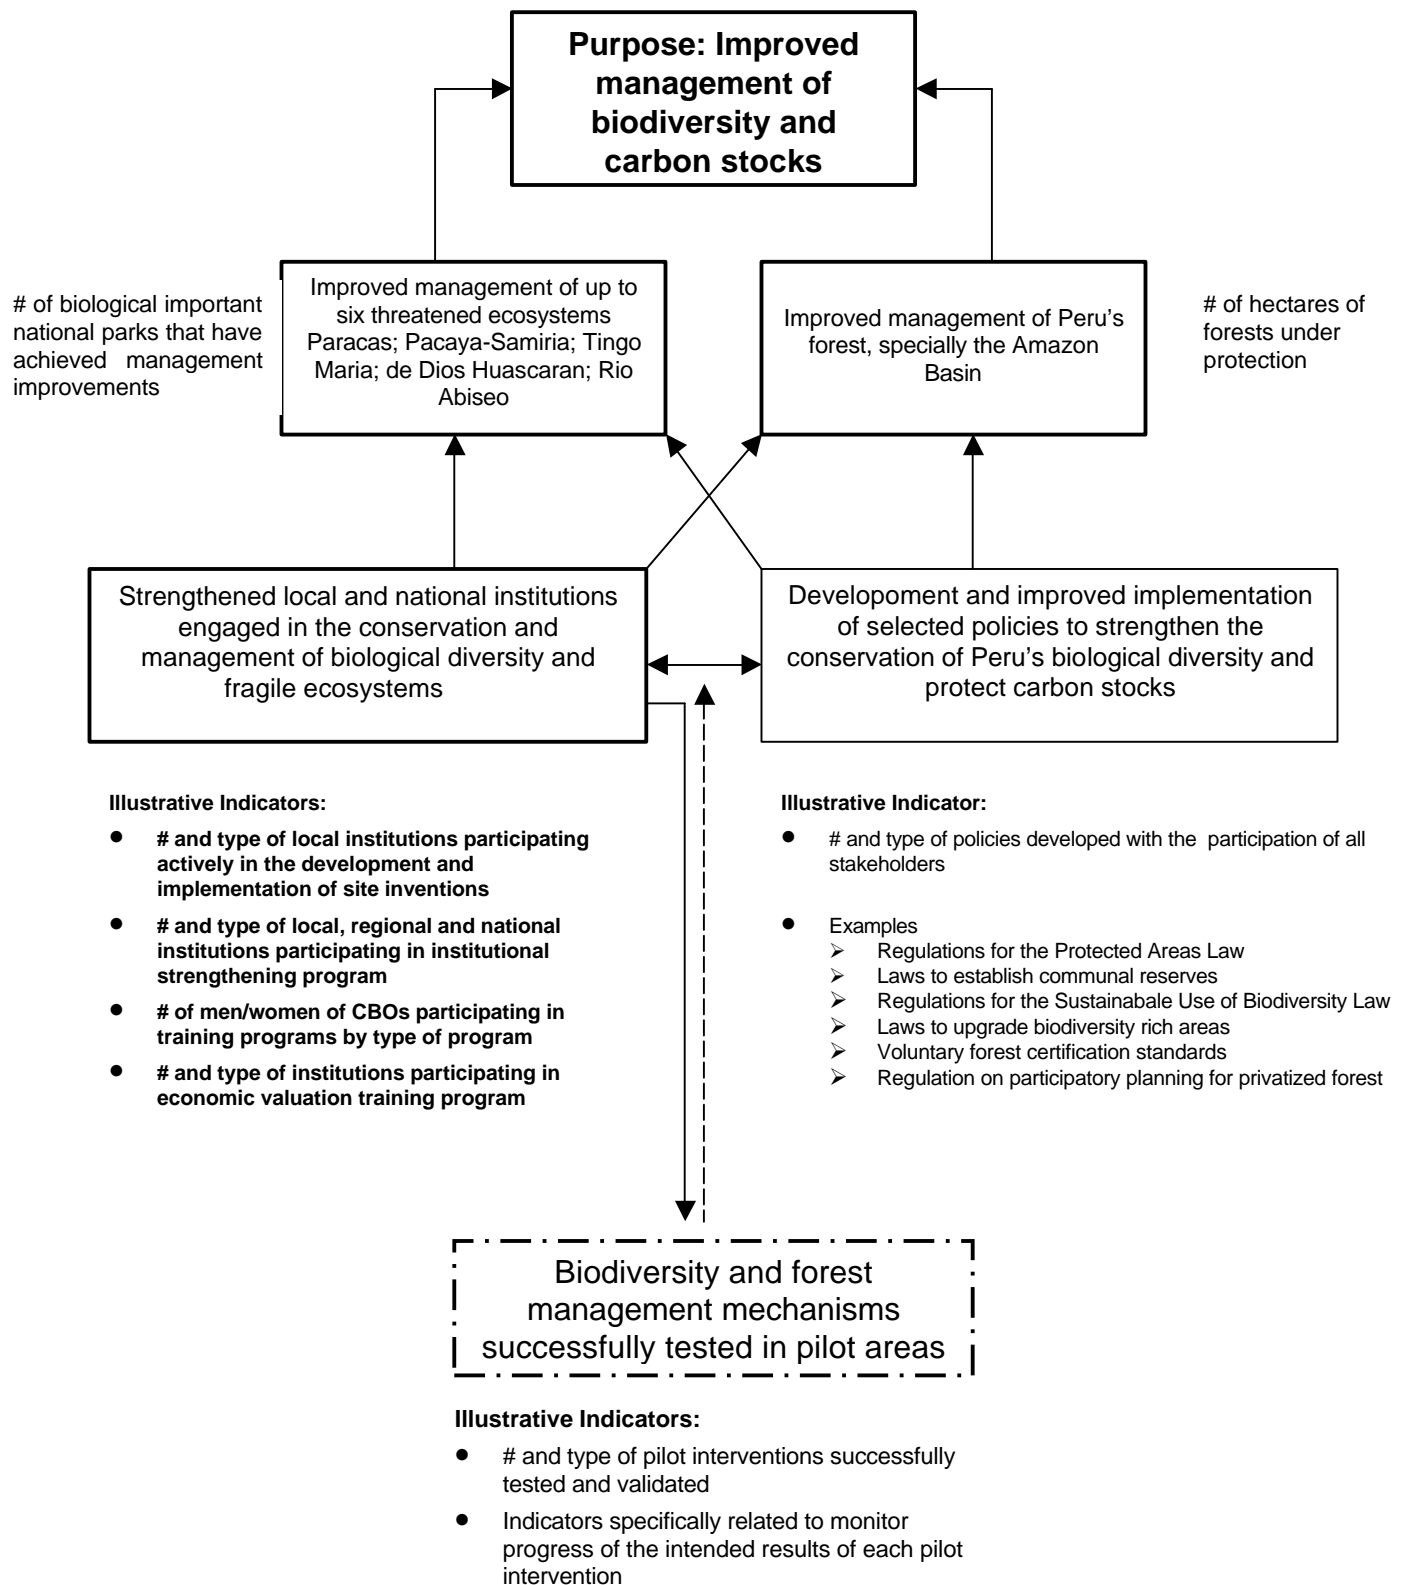 Purpose: Improved
management of
biodiversity and
carbon stocks
# of biological important
national parks that have
achieved management
improvements
Improved management of up to
six threatened ecosystems
Paracas; Pacaya-Samiria; Tingo
Maria; de Dios Huascaran; Rio
Abiseo
Improved management of Peru's
forest, specially the Amazon
Basin
# of hectares of
forests under
protection
Strengthened local and national institutions
engaged in the conservation and
management of biological diversity and
fragile ecosystems
Developoment and improved implementation
of selected policies to strengthen the
conservation of Peru's biological diversity and
protect carbon stocks
Illustrative Indicators:
● # and type of local institutions participating
actively in the development and
implementation of site inventions
● # and type of local, regional and national
institutions participating in institutional
strengthening program
● # of men/women of CBOs participating in
training programs by type of program
● # and type of institutions participating in
economic valuation training program
Illustrative Indicator:
● # and type of policies developed with the participation of all
stakeholders
● Examples
➢ Regulations for the Protected Areas Law
➢ Laws to establish communal reserves
➢ Regulations for the Sustainabale Use of Biodiversity Law
➢ Laws to upgrade biodiversity rich areas
➢ Voluntary forest certification standards
➢ Regulation on participatory planning for privatized forest
Biodiversity and forest
management mechanisms
successfully tested in pilot areas
Illustrative Indicators:
● # and type of pilot interventions successfully
tested and validated
● Indicators specifically related to monitor
progress of the intended results of each pilot
intervention